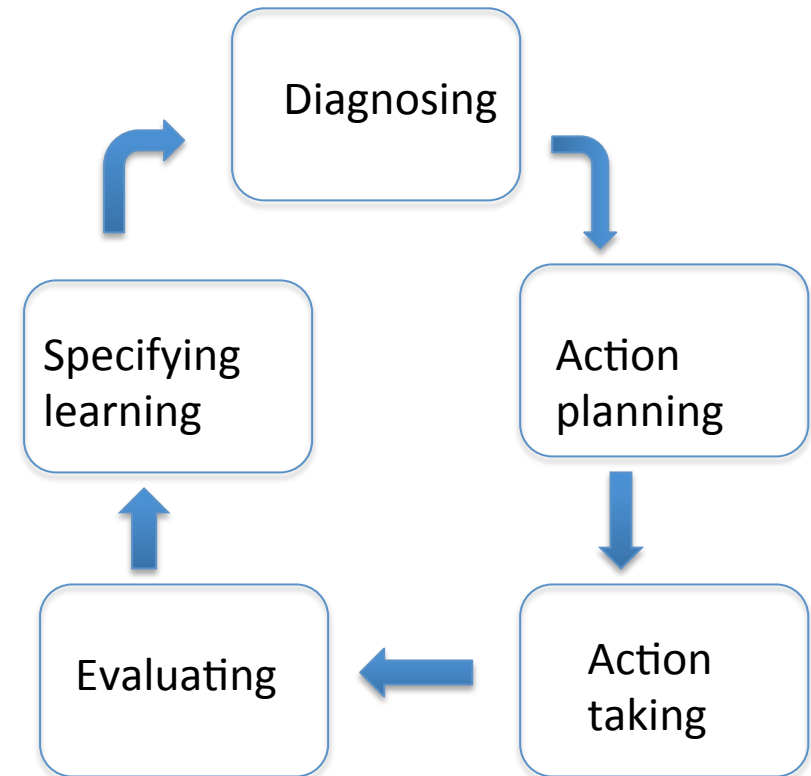 Diagnosing
Action
planning
Action
taking
Evaluating
Specifying
learning